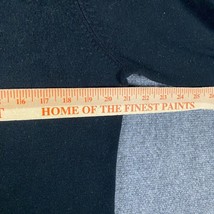 16 17 18 19 20 21 22 23 24 25
HOME OF THE FINEST PAINTS